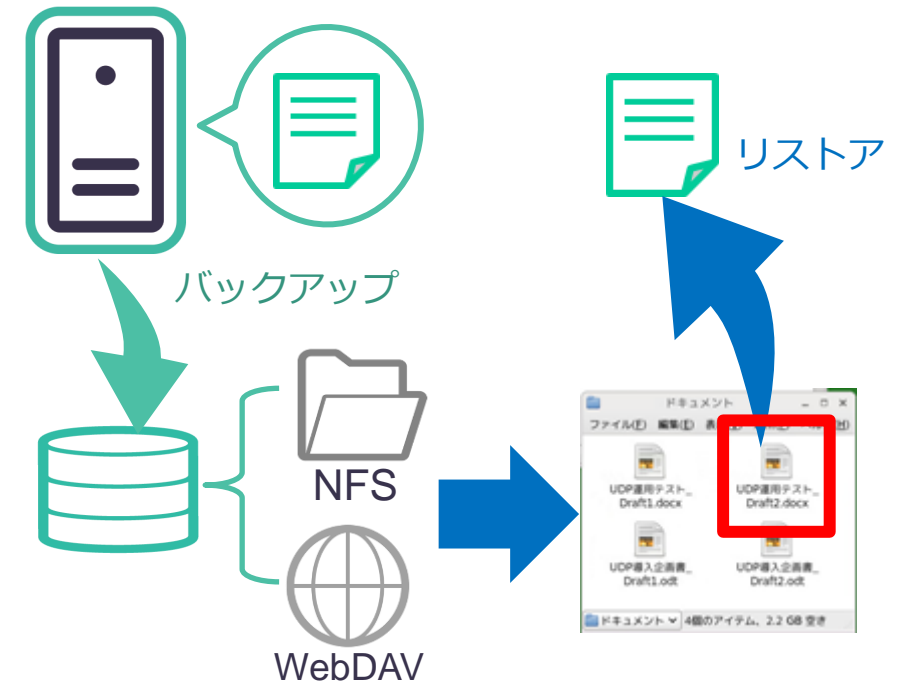 リストア
バックアップ
NFS
WebDAV
ドキュメント
ファイル(F) 編集(E) 表
(H)
UDP運用テスト_
Draft1.docx
UDP運用テスト_
Draft2.docx
UDP導入企画書_
Draft1.odt
UDP導入企画書_
Draft2.odt
ドキュメント 4個のアイテム、2.2 GB 空き